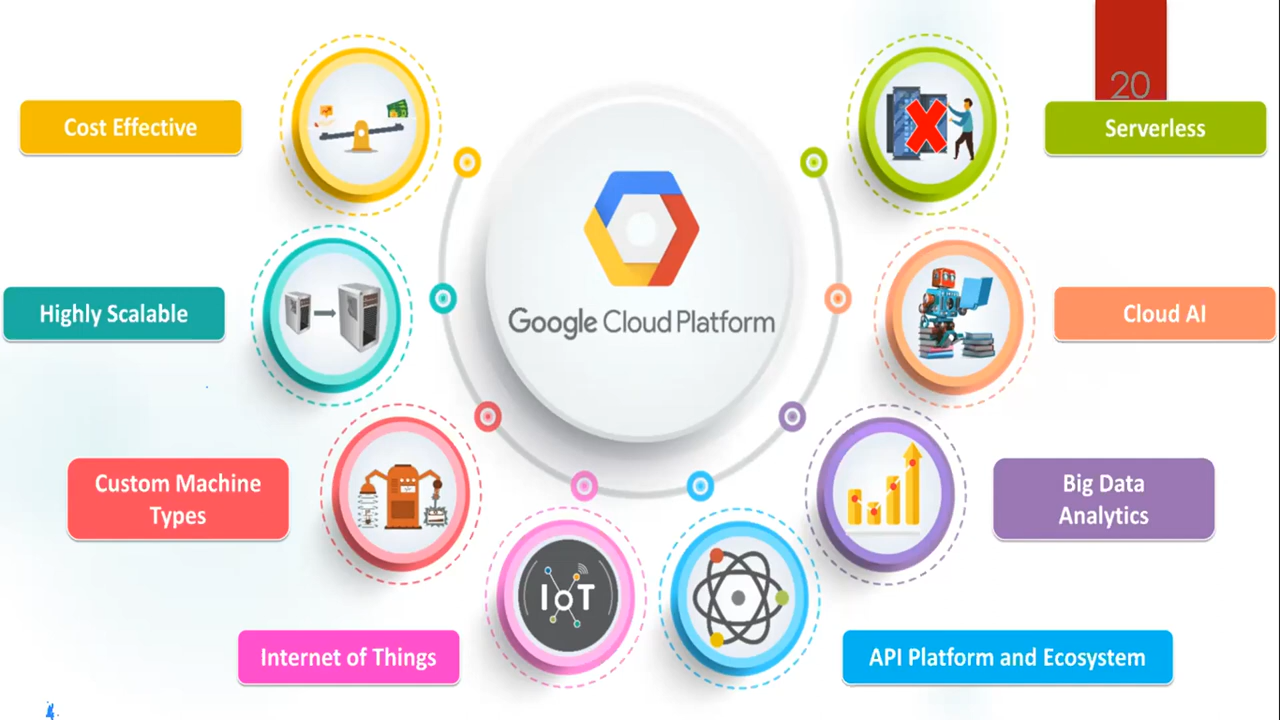 20
Cost Effective
Serverless
Highly Scalable
Google Cloud Platform
Cloud AI
Custom Machine
Types
Big Data
Analytics
IoT
Internet of Things
API Platform and Ecosystem
4